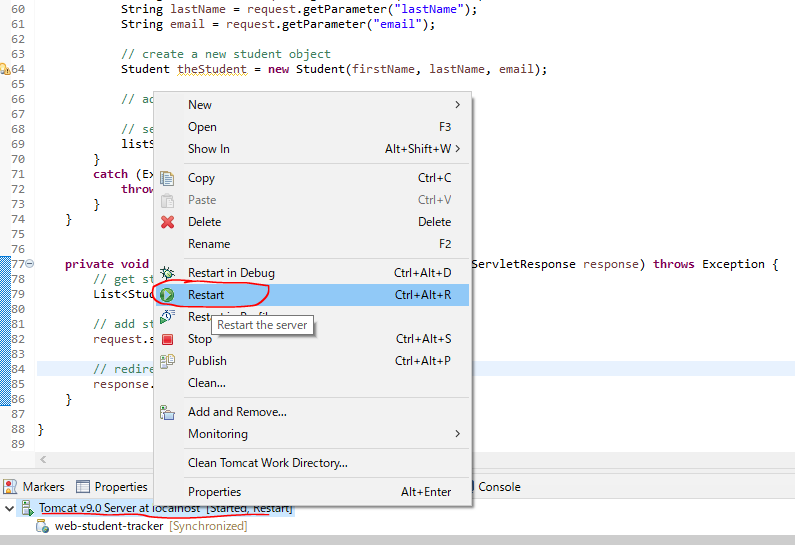 60 String lastName = request.getParameter("lastName");
61 String email = request.getParameter("email");
62
63 // create a new student object
64 Student theStudent = new Student(firstName, lastName, email);
65
66 // ad
67
68 // se
69 listS
70 }
71 catch (Ex
72 throw
73 }
74 }
75
76
77 private void ServletResponse response) throws Exception {
78 // get st
79 List<Stud
80
81 // add st
82 request.s
83
84 // redire
85 response.
86 }
87
88 }
89
New
Open F3
Show In Alt+Shift+W
Copy Ctrl+C
Paste Ctrl+V
Delete Delete
Rename F2
Restart in Debug Ctrl+Alt+D
Restart Ctrl+Alt+R
Restart the server
Stop Ctrl+Alt+S
Publish Ctrl+Alt+P
Clean...
Add and Remove...
Monitoring
Clean Tomcat Work Directory...
Properties Alt+Enter
Markers Properties Console
Tomcat v9.0 Server at localhost [Started, Restart]
web-student-tracker [Synchronized]